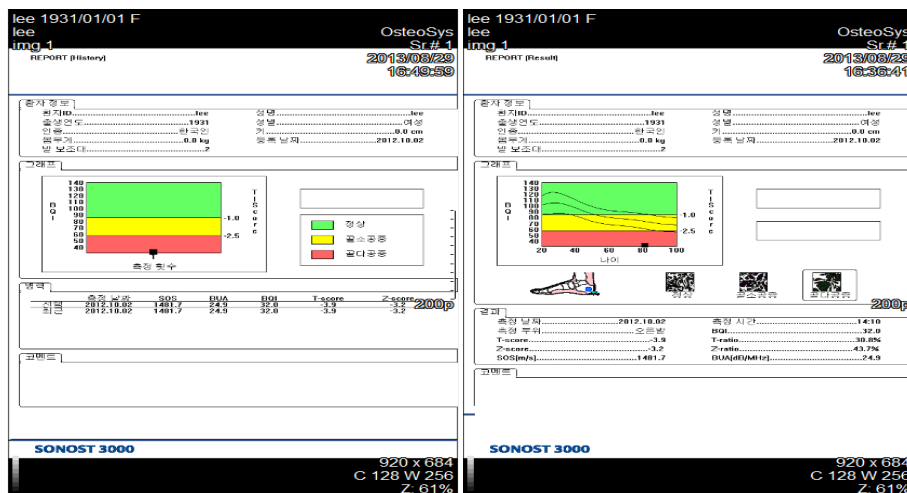 lee 1931/01/01 F
lee
OsteoSys
img 1
Sr # 1
REPORT [History]
2013/08/29
16:49:59
환자 정보
환자ID lee
성명 lee
출생연도 1931
성별 여성
인종 한국인
키 0.0 cm
몸무게 0.0 kg
등록 날짜 2012.10.02
발 보조대 2
그래프
BQI
140
130
120
110
100
90
80
70
60
50
40
T-Score
-1.0
-2.5
측정 횟수
정상
골소공증
골다공증
병력
측정 날짜 SOS BUA BQI T-score Z-score
선별 2012.10.02 1481.7 24.9 32.0 -3.9 -3.2
최근 2012.10.02 1481.7 24.9 32.0 -3.9 -3.2
200p
코멘트
SONOST 3000
920 x 684
C 128 W 256
Z: 61%
lee 1931/01/01 F
lee
OsteoSys
img 1
Sr # 1
REPORT [Result]
2013/08/29
16:36:41
환자 정보
환자ID lee
성명 lee
출생연도 1931
성별 여성
인종 한국인
키 0.0 cm
몸무게 0.0 kg
등록 날짜 2012.10.02
발 보조대 2
그래프
BQI
140
130
120
110
100
90
80
70
60
50
40
T-Score
-1.0
-2.5
20 40 60 80 100
나이
정상
골소공증
골다공증
200p
결과
측정 날짜 2012.10.02
측정 시간 14:10
측정 부위 오른발
BQI 32.0
T-score -3.9
T-ratio 30.8%
Z-score -3.2
Z-ratio 43.7%
SOS[m/s] 1481.7
BUA[dB/MHz] 24.9
코멘트
SONOST 3000
920 x 684
C 128 W 256
Z: 61%